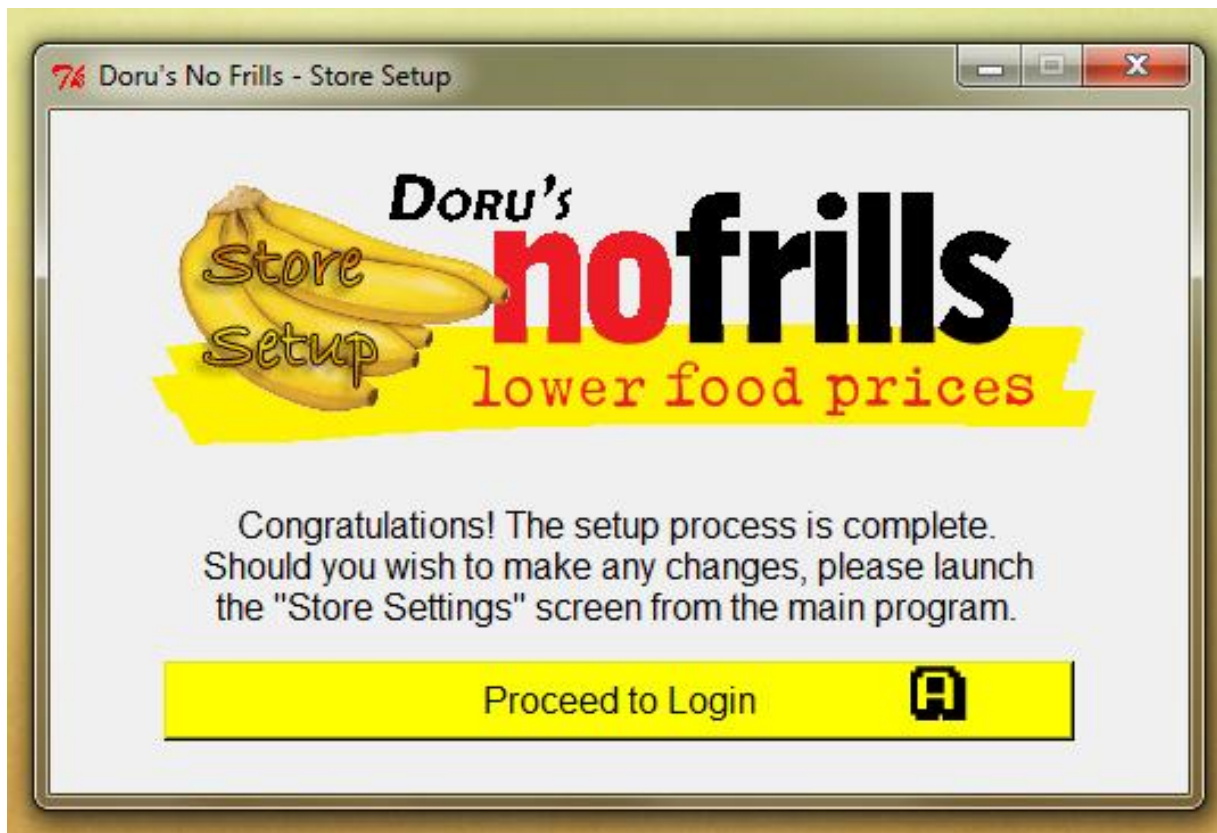 Doru's No Frills - Store Setup
DORU'S
nofrills
Store
Setup
lower food prices
Congratulations! The setup process is complete.
Should you wish to make any changes, please launch
the "Store Settings" screen from the main program.
Proceed to Login